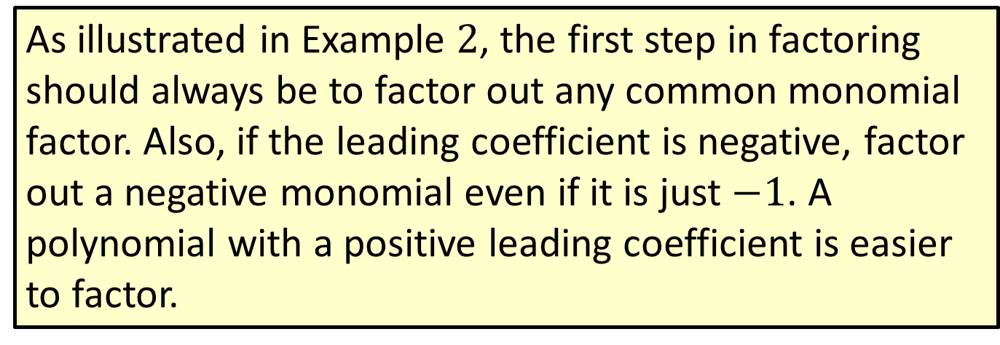 As illustrated in Example 2, the first step in factoring
should always be to factor out any common monomial
factor. Also, if the leading coefficient is negative, factor
out a negative monomial even if it is just −1. A
polynomial with a positive leading coefficient is easier
to factor.